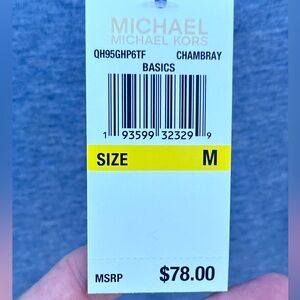 MICHAEL
MICHAEL KORS
QH95GHP6TF CHAMBRAY
BASICS
1 93599 32329 9
SIZE M
MSRP $78.00